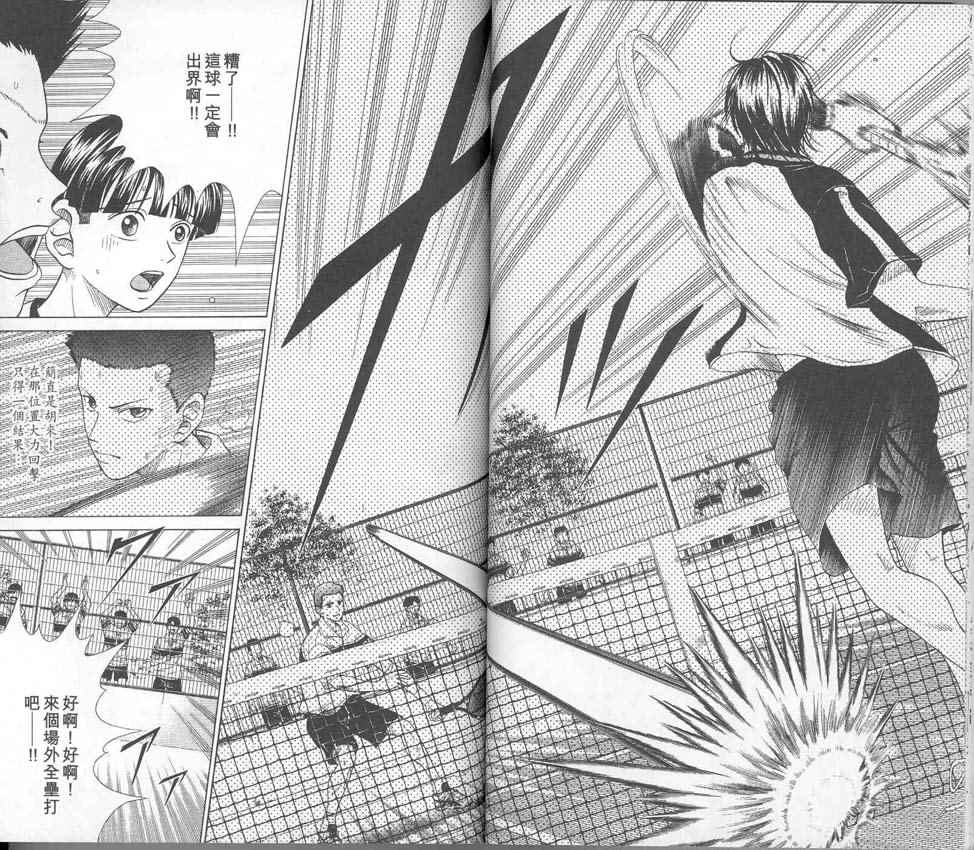 糟了——!!
這球一定會
出界啊!!
簡直是胡來!
在那位置大力回擊
只得一個結果…
好啊!好啊!
來個場外全壘打
吧——!!